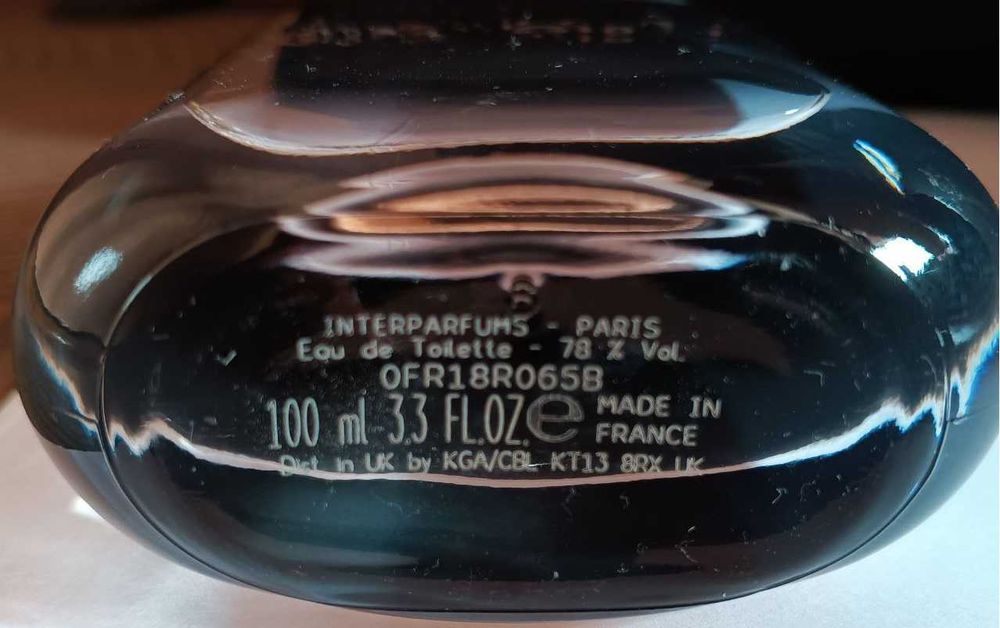 INTERPARFUMS - PARIS
Eau de Toilette - 78 % Vol.
0FR18R065B
100 ml 3.3 FL.OZ. e MADE IN
FRANCE
Dist. in UK by KGA/CBL KT13 8RX UK